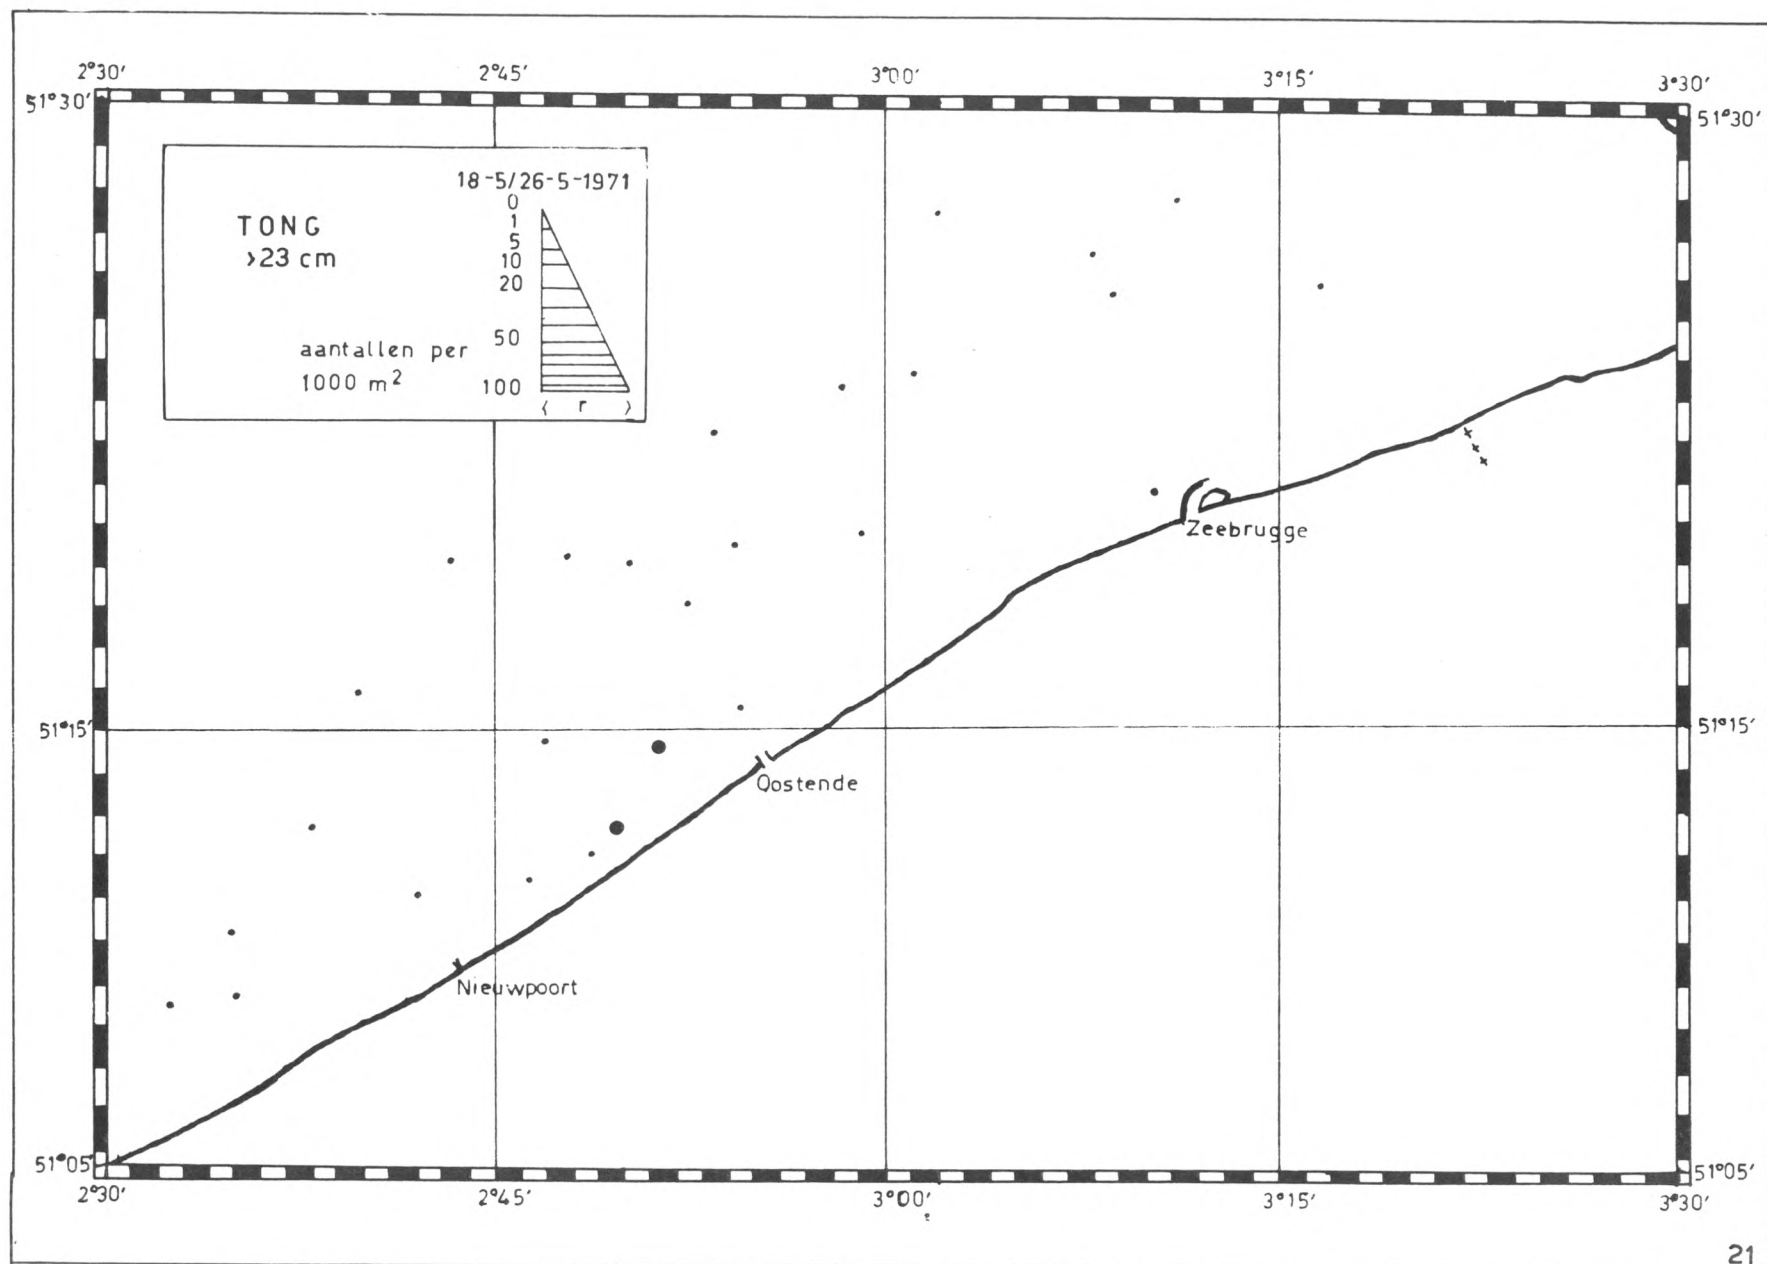 2°30' 2°45' 3°00' 3°15' 3°30'
51°30' 51°30'
18-5/26-5-1971
0
TONG 1
5
>23 cm 10
20
50
aantallen per
1000 m² 100
< r >
Zeebrugge
51°15' 51°15'
Oostende
Nieuwpoort
51°05' 51°05'
2°30' 2°45' 3°00' 3°15' 3°30'
21